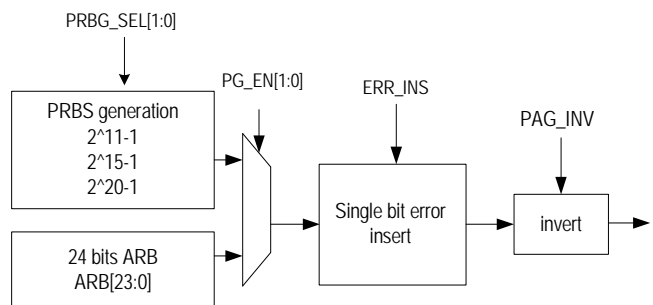 PRBG_SEL[1:0]
PRBS generation
2^11-1
2^15-1
2^20-1
PG_EN[1:0]
ERR_INS
PAG_INV
Single bit error
insert
invert
24 bits ARB
ARB[23:0]